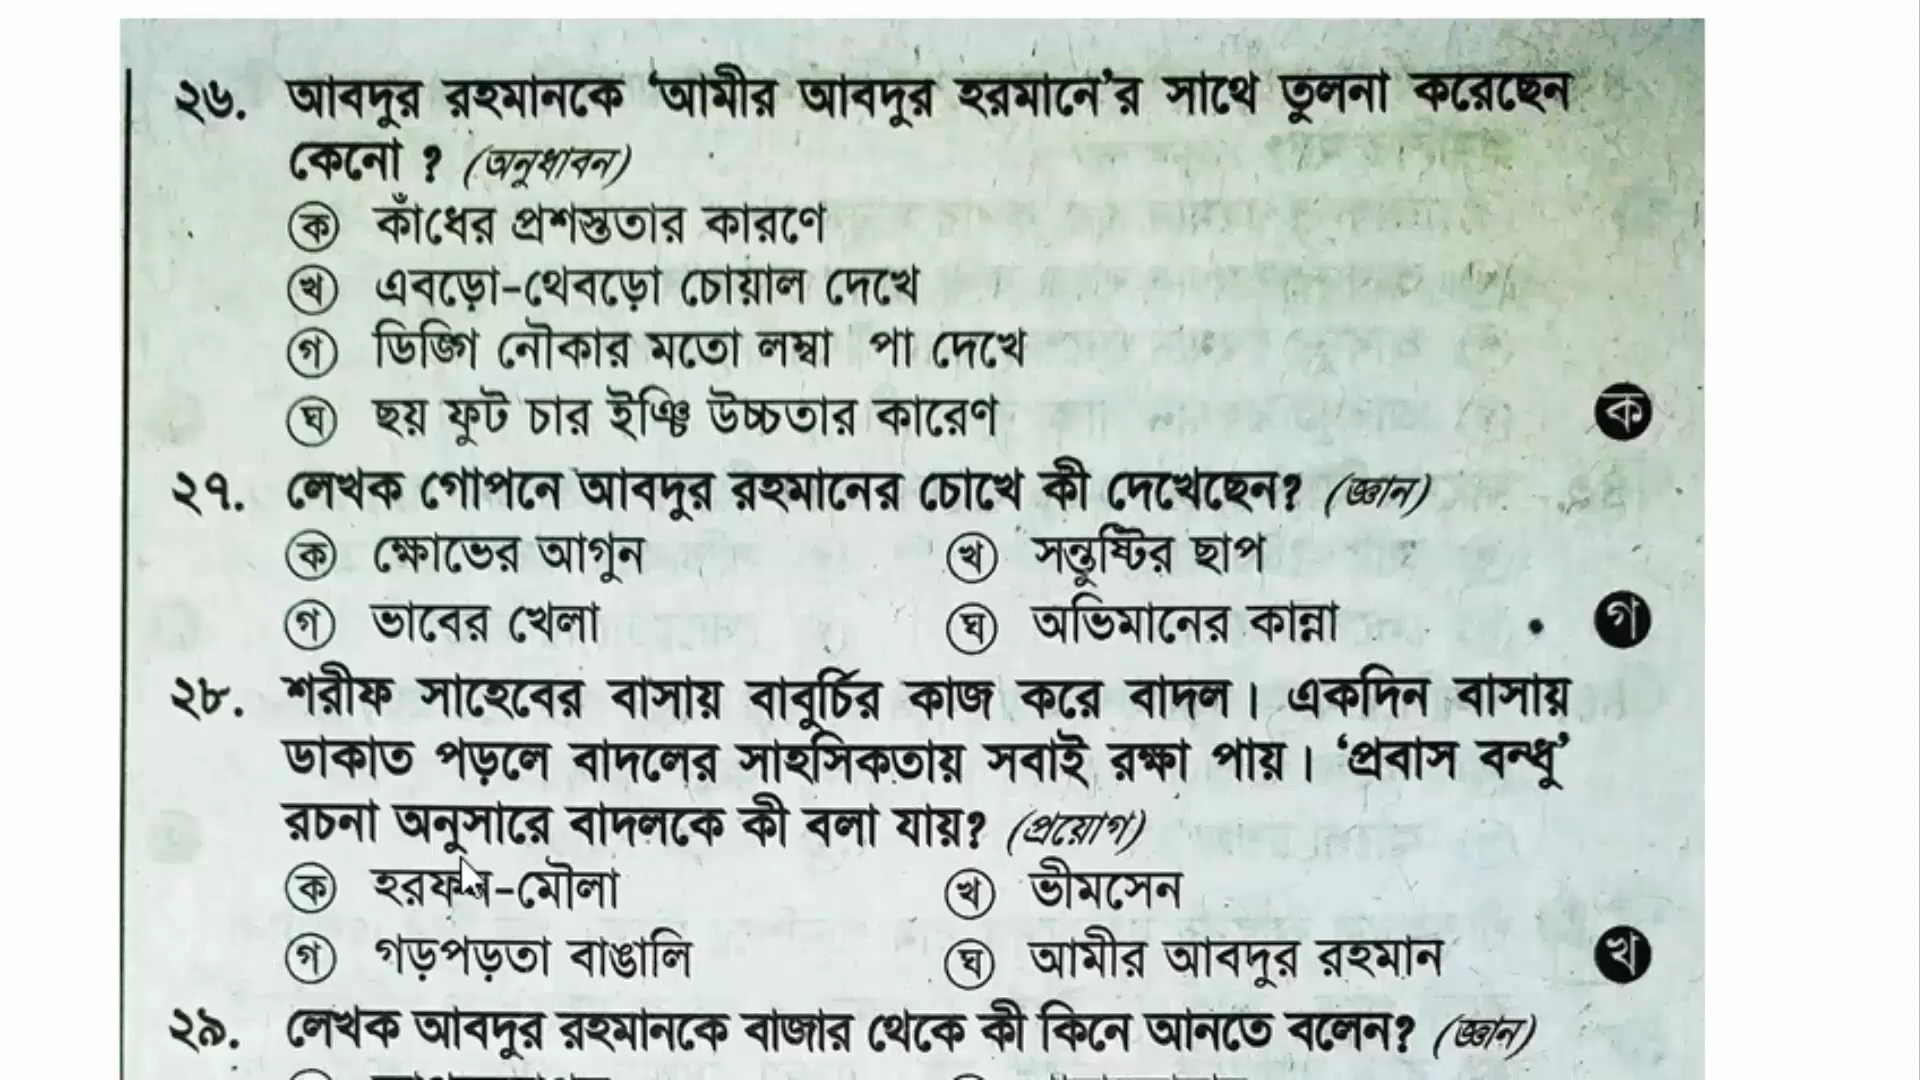 ২৬. আবদুর রহমানকে ‘আমীর আবদুর হরমানে’র সাথে তুলনা করেছেন
কেনো ? (অনুধাবন)
ক কাঁধের প্রশস্ততার কারণে
খ এবড়ো-থেবড়ো চোয়াল দেখে
গ ডিঙ্গি নৌকার মতো লম্বা পা দেখে
ঘ ছয় ফুট চার ইঞ্চি উচ্চতার কারেণ ক
২৭. লেখক গোপনে আবদুর রহমানের চোখে কী দেখেছেন? (জ্ঞান)
ক ক্ষোভের আগুন খ সন্তুষ্টির ছাপ
গ ভাবের খেলা ঘ অভিমানের কান্না গ
২৮. শরীফ সাহেবের বাসায় বাবুর্চির কাজ করে বাদল। একদিন বাসায়
ডাকাত পড়লে বাদলের সাহসিকতায় সবাই রক্ষা পায়। ‘প্রবাস বন্ধু’
রচনা অনুসারে বাদলকে কী বলা যায়? (প্রয়োগ)
ক হরফন-মৌলা খ ভীমসেন
গ গড়পড়তা বাঙালি ঘ আমীর আবদুর রহমান খ
২৯. লেখক আবদুর রহমানকে বাজার থেকে কী কিনে আনতে বলেন? (জ্ঞান)